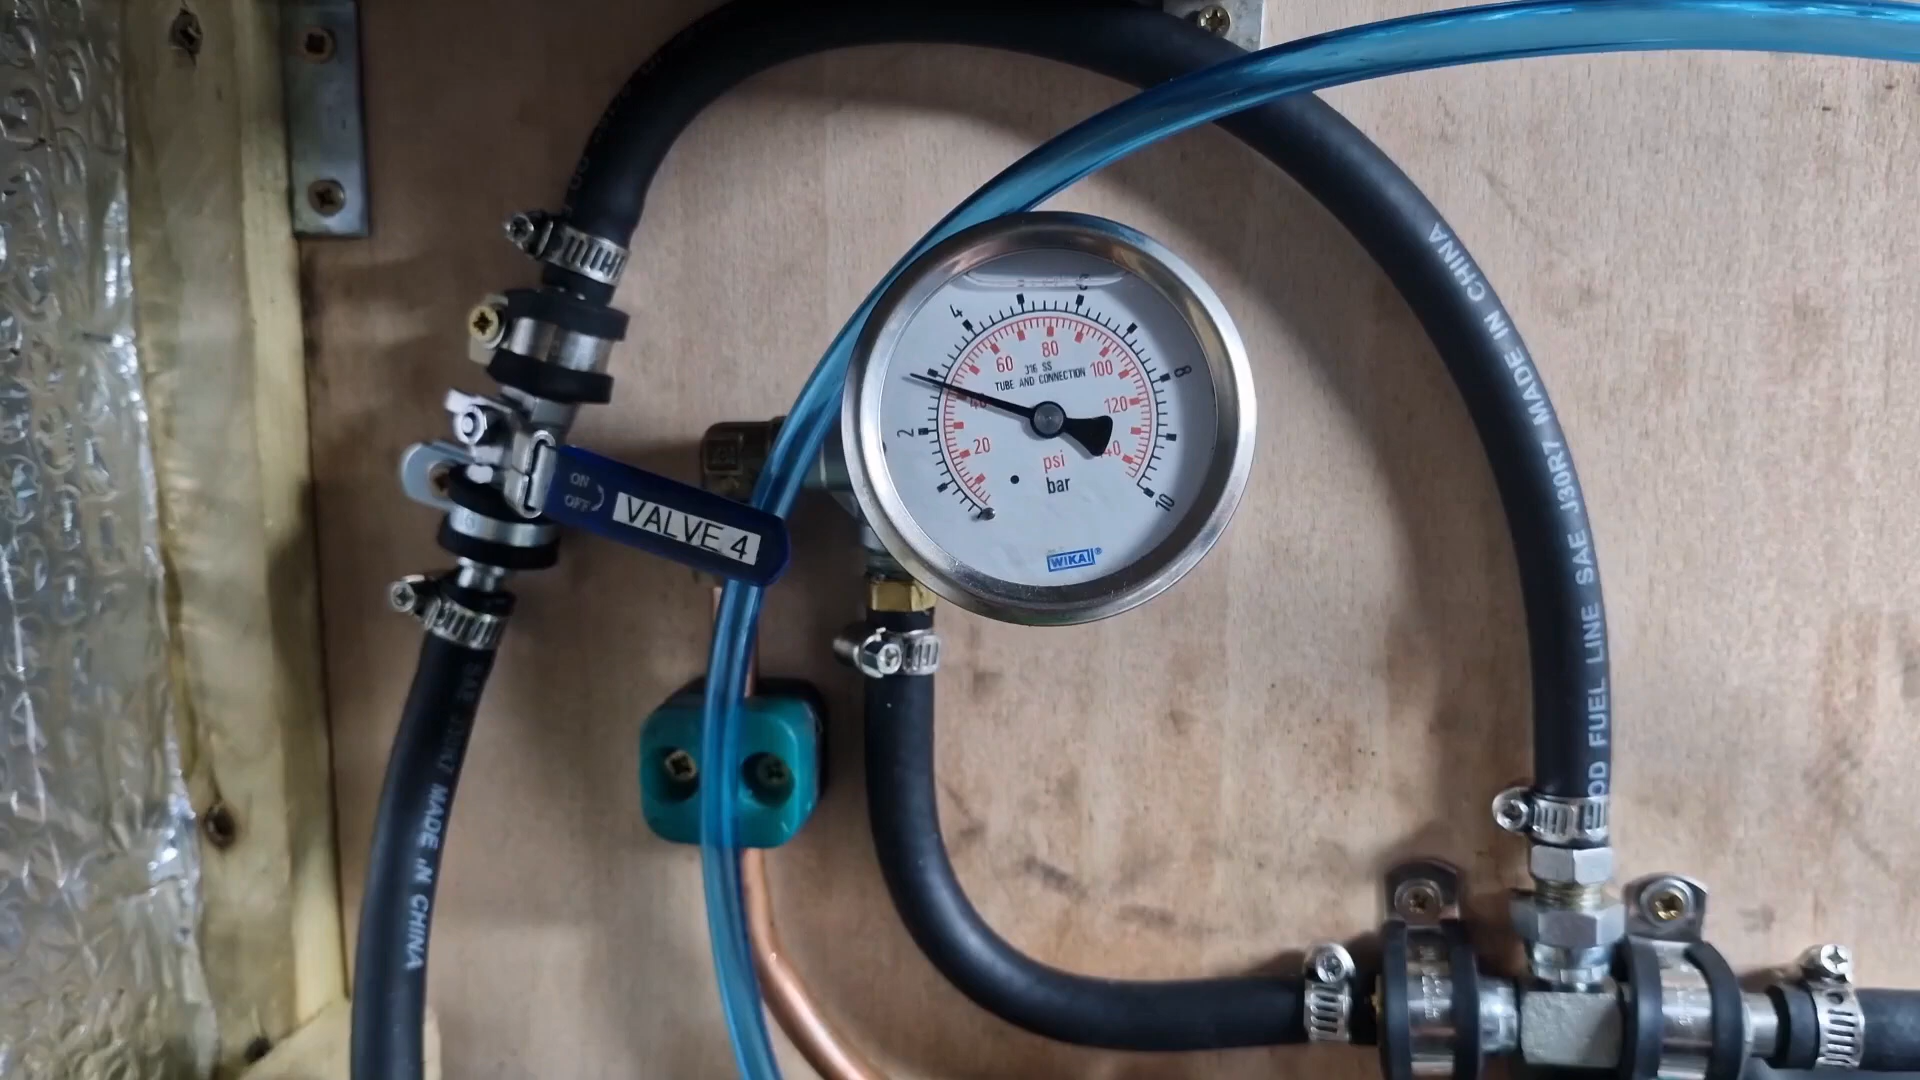 4
8
2
10
60
80
100
40
120
20
316 SS
TUBE AND CONNECTION
psi
bar
WIKA®
ON
OFF
VALVE 4
MADE IN CHINA
FUEL LINE SAE J30R7 MADE IN CHINA